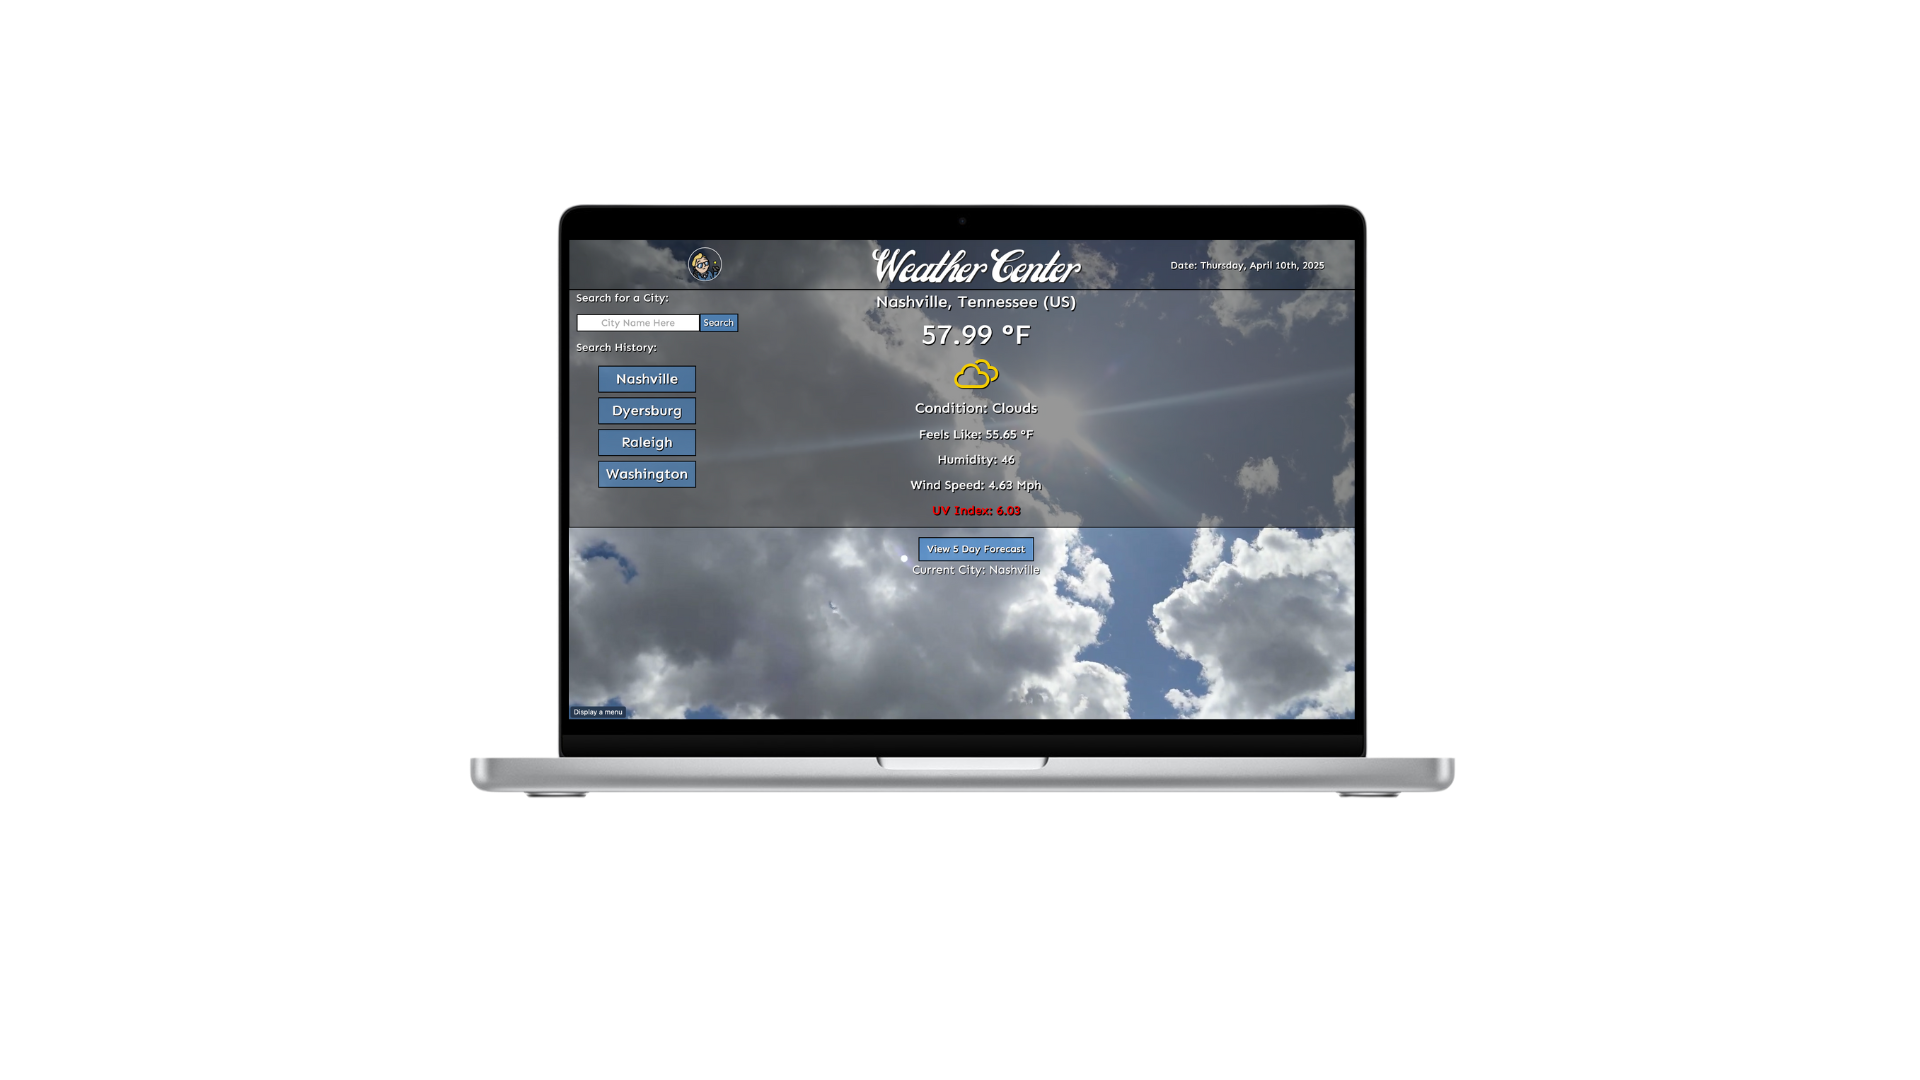 Weather Center
Date: Thursday, April 10th, 2025
Search for a City:
City Name Here
Search
Search History:
Nashville
Dyersburg
Raleigh
Washington
Nashville, Tennessee (US)
57.99 °F
Condition: Clouds
Feels Like: 55.65 °F
Humidity: 46
Wind Speed: 4.63 Mph
UV Index: 6.03
View 5 Day Forecast
Current City: Nashville
Display a menu